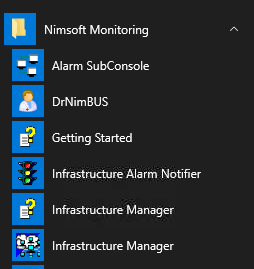 Nimsoft Monitoring
Alarm SubConsole
DrNimBUS
Getting Started
Infrastructure Alarm Notifier
Infrastructure Manager
Infrastructure Manager